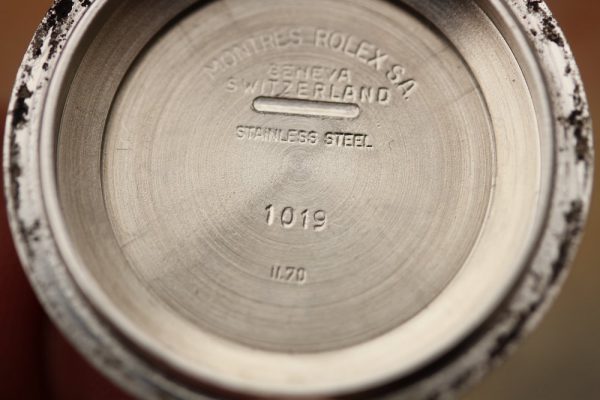 MONTRES ROLEX S.A.
GENEVA
SWITZERLAND
STAINLESS STEEL
1019
II.70